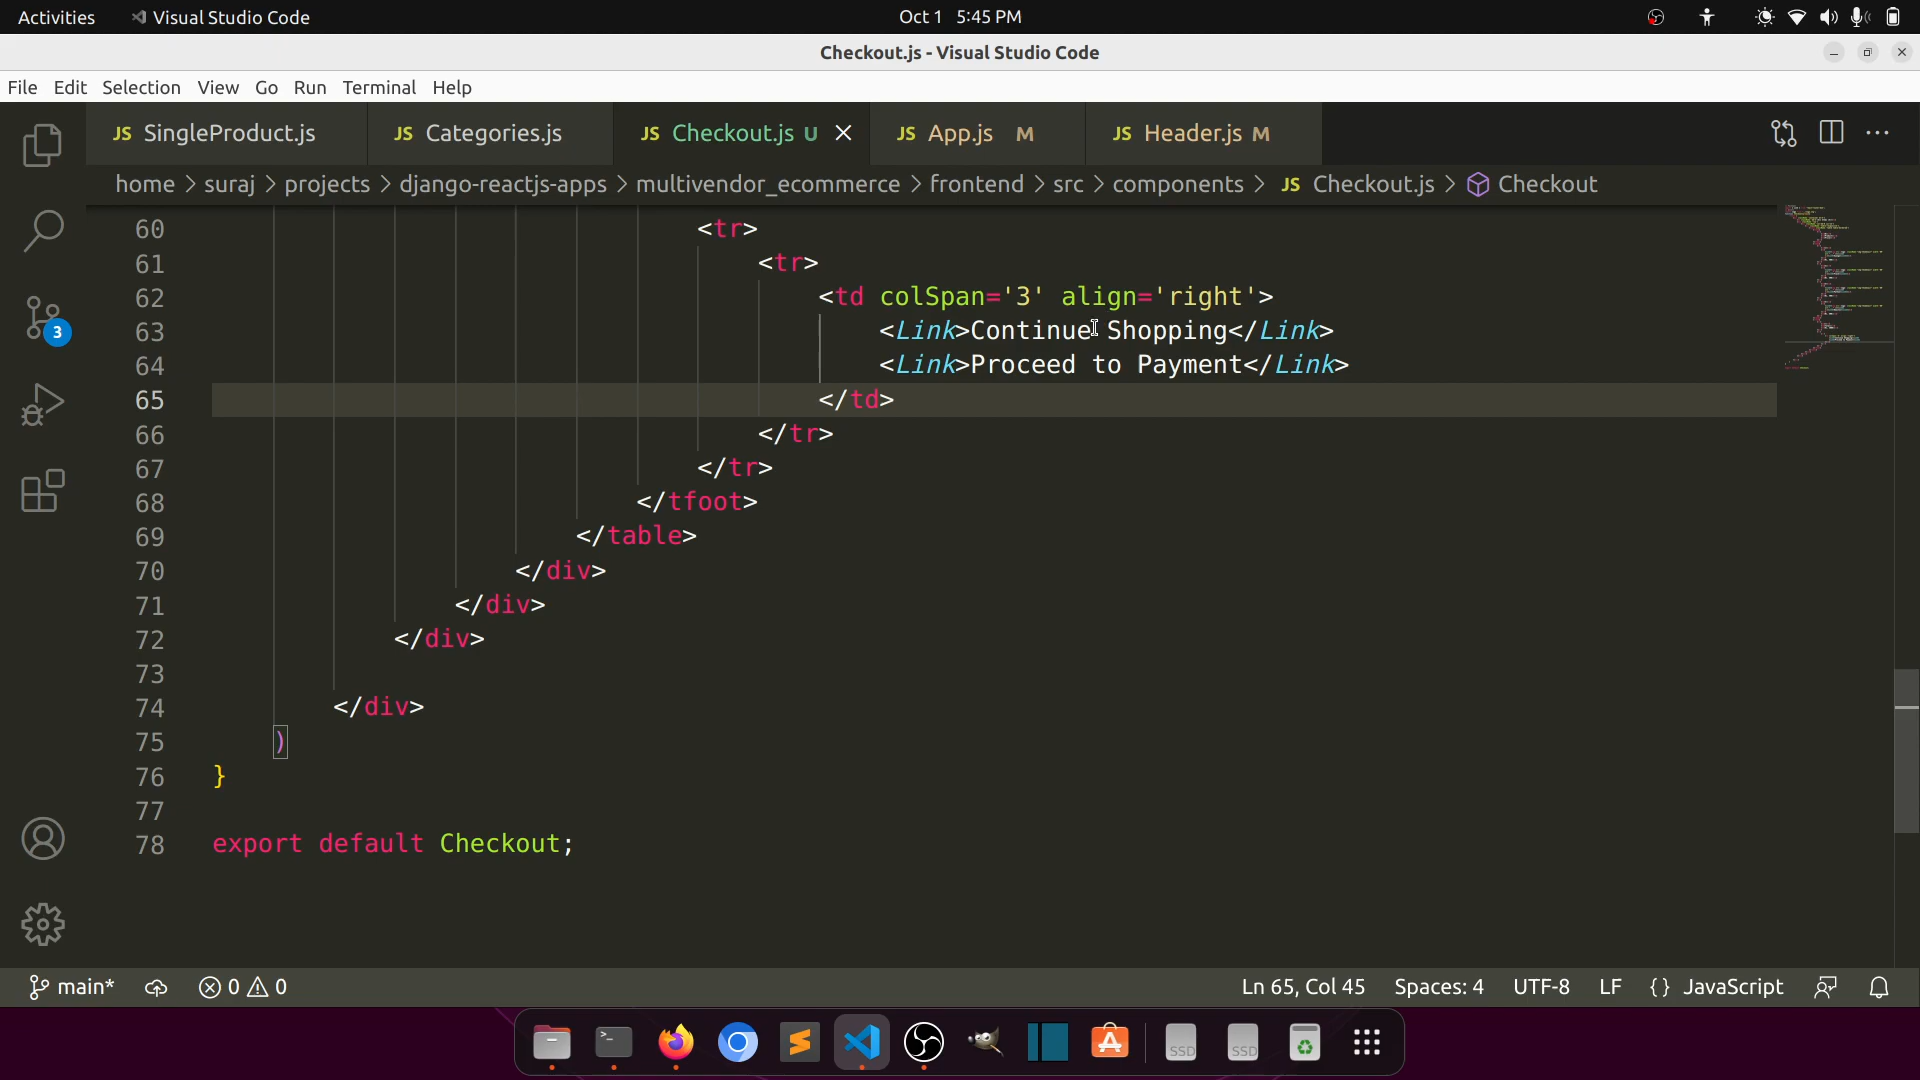 Activities Visual Studio Code Oct 1 5:45 PM
Checkout.js - Visual Studio Code
File Edit Selection View Go Run Terminal Help
JS SingleProduct.js JS Categories.js JS Checkout.js U JS App.js M JS Header.js M
home > suraj > projects > django-reactjs-apps > multivendor_ecommerce > frontend > src > components > JS Checkout.js > Checkout
60 <tr>
61 <tr>
62 <td colSpan='3' align='right'>
63 <Link>Continue Shopping</Link>
64 <Link>Proceed to Payment</Link>
65 </td>
66 </tr>
67 </tr>
68 </tfoot>
69 </table>
70 </div>
71 </div>
72 </div>
73
74 </div>
75 )
76 }
77
78 export default Checkout;
3
main* 0 0 Ln 65, Col 45 Spaces: 4 UTF-8 LF {} JavaScript
SSD SSD